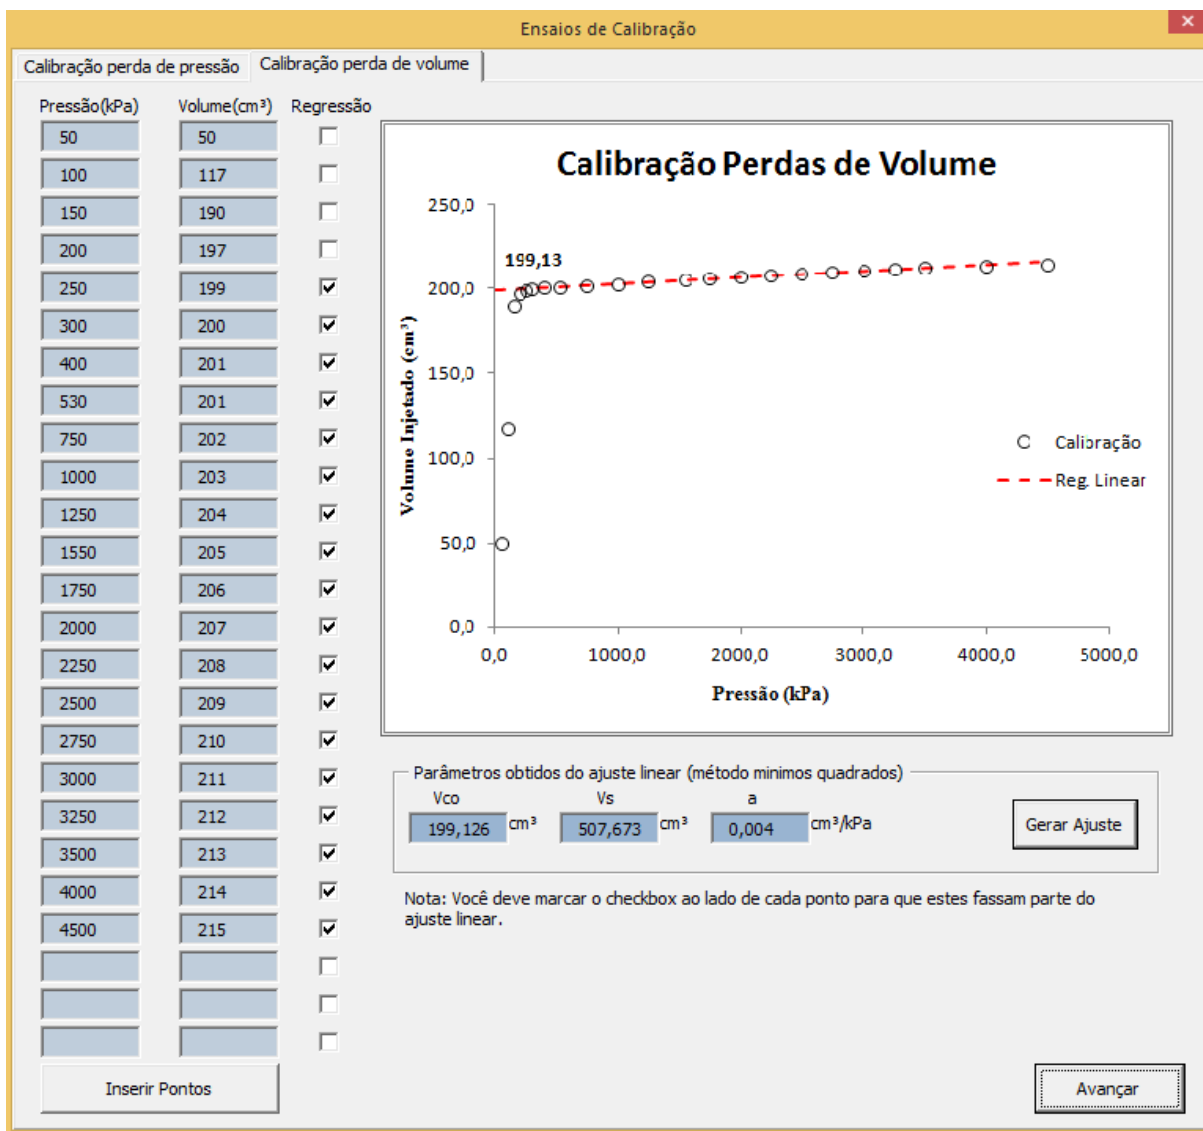 Ensaios de Calibração
Calibração perda de pressão Calibração perda de volume
Pressão(kPa) Volume(cm³) Regressão
50 50
100 117
150 190
200 197
250 199
300 200
400 201
530 201
750 202
1000 203
1250 204
1550 205
1750 206
2000 207
2250 208
2500 209
2750 210
3000 211
3250 212
3500 213
4000 214
4500 215
Inserir Pontos
Calibração Perdas de Volume
250,0
200,0
150,0
100,0
50,0
0,0
199,13
Volume Injetado (cm³)
Calibração
Reg. Linear
0,0 1000,0 2000,0 3000,0 4000,0 5000,0
Pressão (kPa)
Parâmetros obtidos do ajuste linear (método minimos quadrados)
Vco Vs a
199,126 cm³ 507,673 cm³ 0,004 cm³/kPa
Gerar Ajuste
Nota: Você deve marcar o checkbox ao lado de cada ponto para que estes fassam parte do
ajuste linear.
Avançar